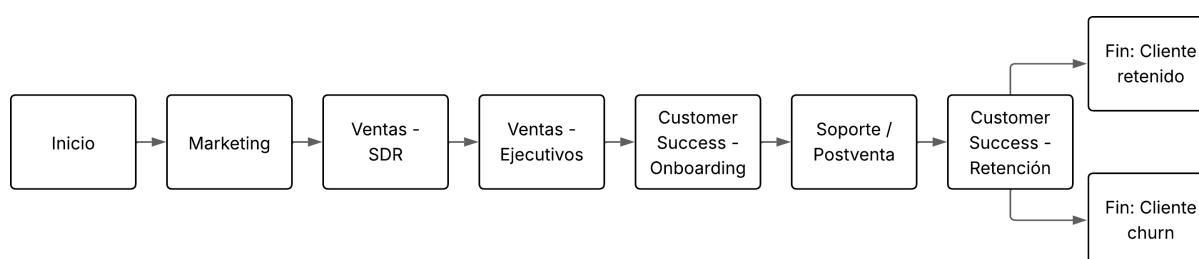 Inicio
Marketing
Ventas -
SDR
Ventas -
Ejecutivos
Customer
Success -
Onboarding
Soporte /
Postventa
Customer
Success -
Retención
Fin: Cliente
retenido
Fin: Cliente
churn